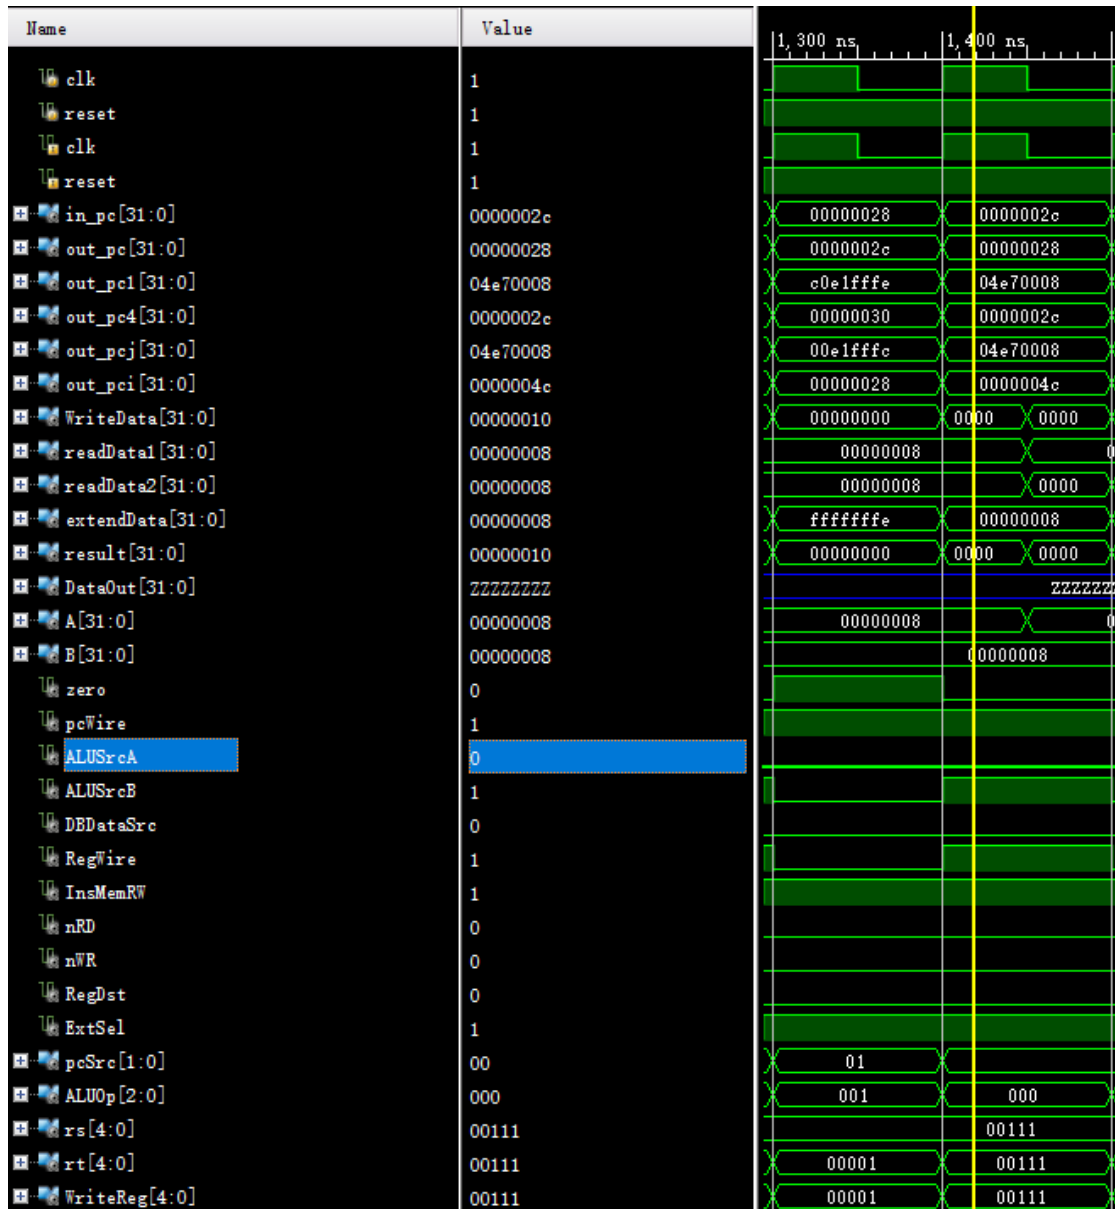 Name Value 1,300 ns 1,400 ns
clk 1
reset 1
clk 1
reset 1
in_pc[31:0] 0000002c 00000028 0000002c
out_pc[31:0] 00000028 0000002c 00000028
out_pc1[31:0] 04e70008 c0e1fffe 04e70008
out_pc4[31:0] 0000002c 00000030 0000002c
out_pcj[31:0] 04e70008 00e1fffc 04e70008
out_pci[31:0] 0000004c 00000028 0000004c
WriteData[31:0] 00000010 00000000 0000 0000
readData1[31:0] 00000008 00000008 0
readData2[31:0] 00000008 00000008 0000
extendData[31:0] 00000008 fffffffe 00000008
result[31:0] 00000010 00000000 0000 0000
DataOut[31:0] ZZZZZZZZ ZZZZZZZ
A[31:0] 00000008 00000008 0
B[31:0] 00000008 00000008
zero 0
pcWire 1
ALUSrcA 0
ALUSrcB 1
DBDataSrc 0
RegWire 1
InsMemRW 1
nRD 0
nWR 0
RegDst 0
ExtSel 1
pcSrc[1:0] 00 01
ALUOp[2:0] 000 001 000
rs[4:0] 00111 00111
rt[4:0] 00111 00001 00111
WriteReg[4:0] 00111 00001 00111